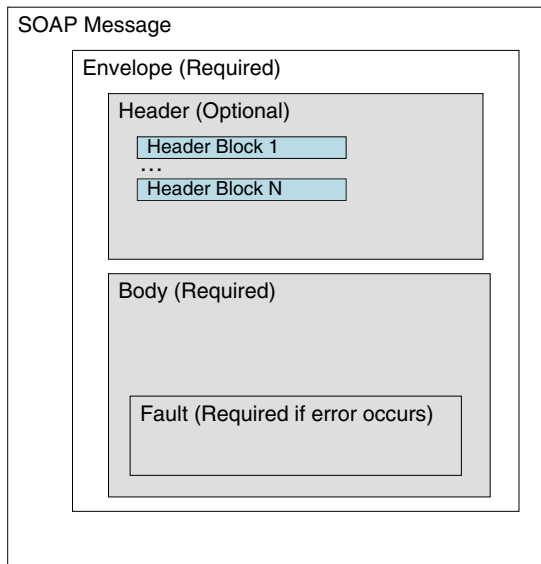 SOAP Message
Envelope (Required)
Header (Optional)
Header Block 1
...
Header Block N
Body (Required)
Fault (Required if error occurs)